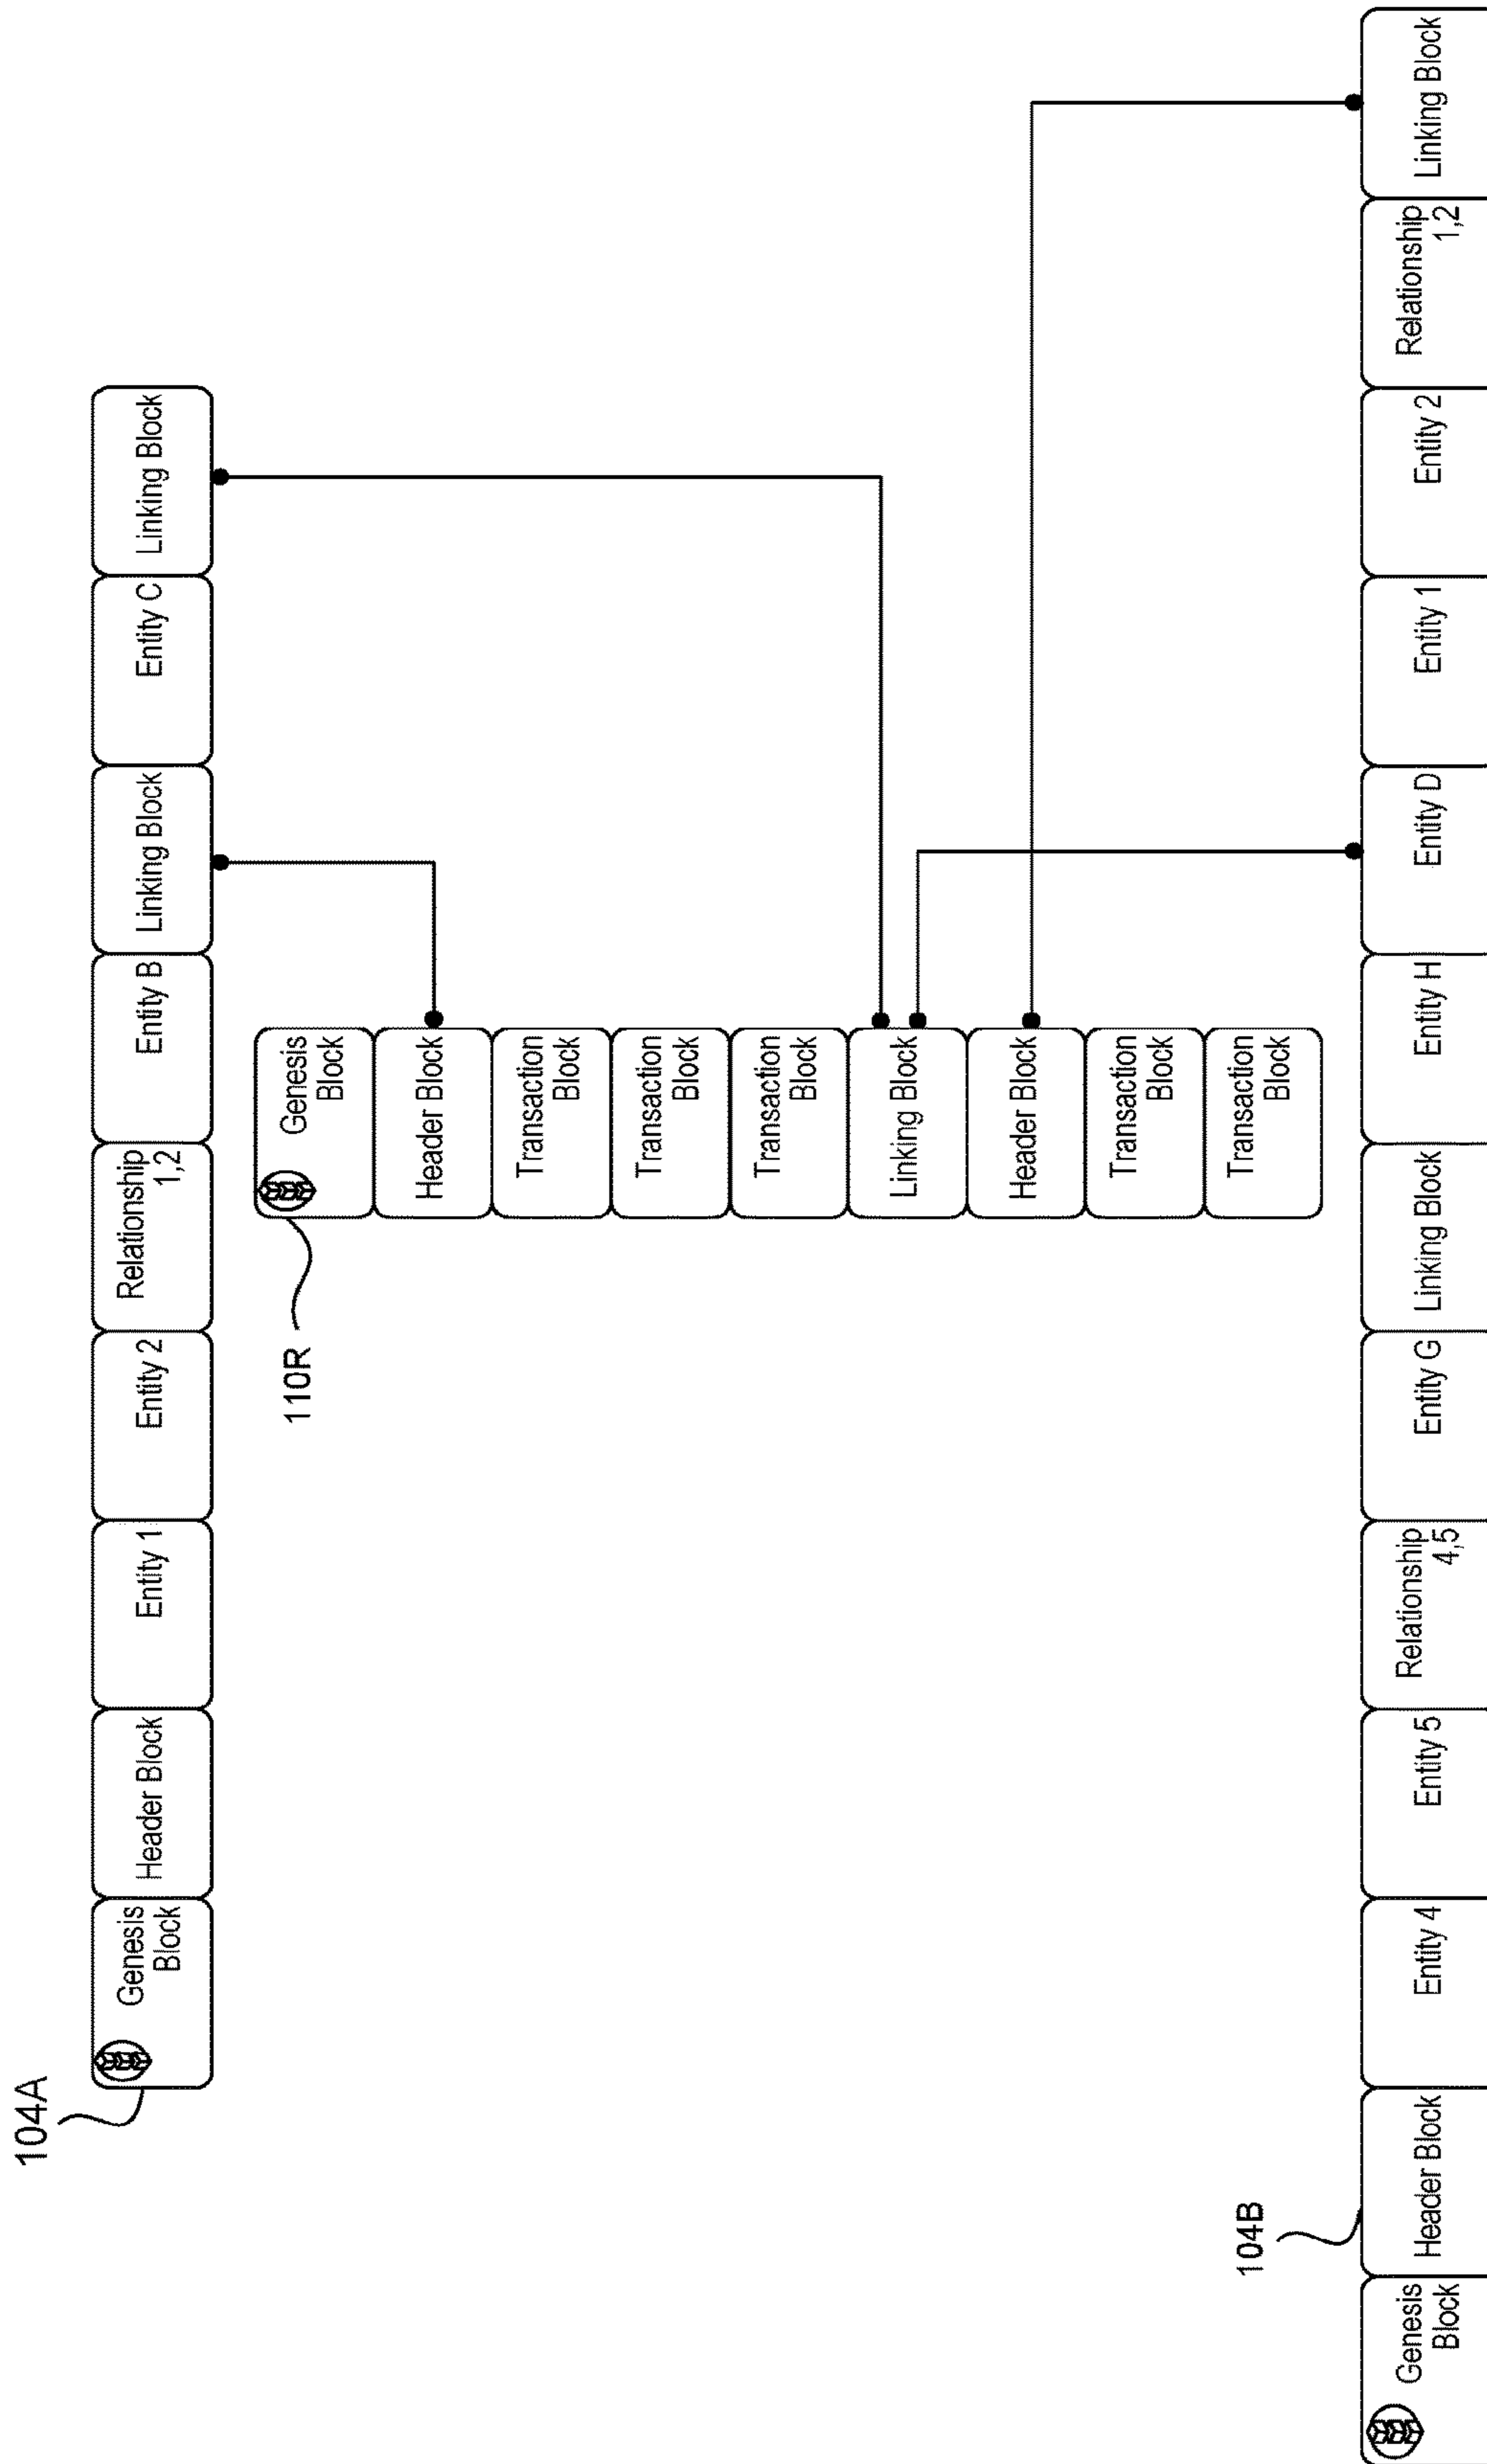 104A
Genesis
Block
Header Block
Entity 1
Entity 2
Relationship
1,2
Entity B
Linking Block
Entity C
Linking Block
110R
Genesis
Block
Header Block
Transaction
Block
Transaction
Block
Transaction
Block
Linking Block
Header Block
Transaction
Block
Transaction
Block
104B
Genesis
Block
Header Block
Entity 4
Entity 5
Relationship
4,5
Entity G
Linking Block
Entity H
Entity D
Entity 1
Entity 2
Relationship
1,2
Linking Block